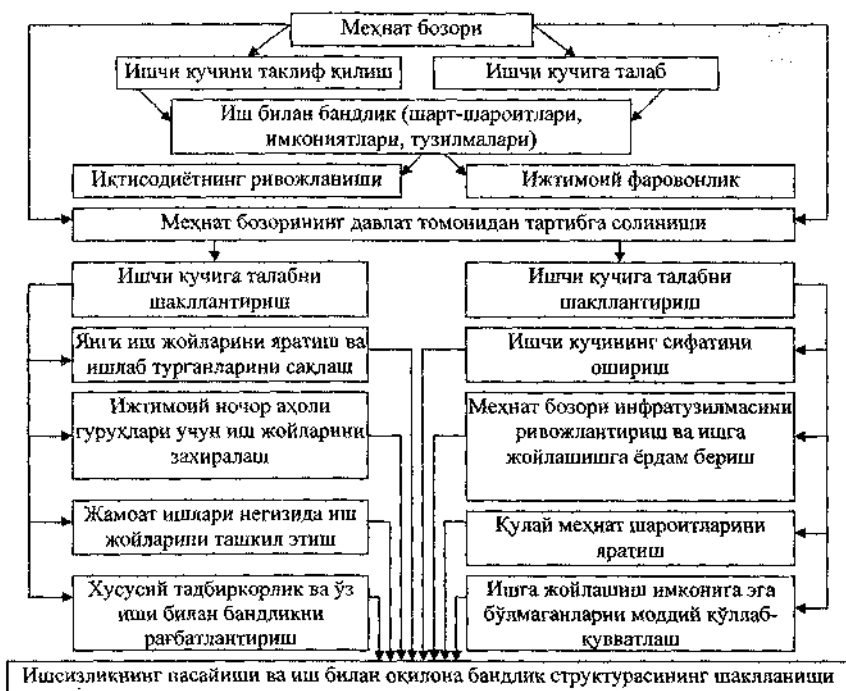 Меҳнат бозори
Ишчи кучини таклиф қилиш
Ишчи кучига талаб
Иш билан бандлик (шарт-шароитлари,
имкониятлари, тузилмалари)
Иқтисодиётнинг ривожланиши
Ижтимоий фаровонлик
Меҳнат бозорининг давлат томонидан тартибга солиниши
Ишчи кучига талабни
шакллантириш
Ишчи кучига талабни
шакллантириш
Янги иш жойларини яратиш ва
ишлаб турганларини сақлаш
Ишчи кучининг сифатини
ошириш
Ижтимоий ночор аҳоли
гуруҳлари учун иш жойларини
захиралаш
Меҳнат бозори инфратузилмасини
ривожлантириш ва ишга
жойлашишга ёрдам бериш
Жамоат ишлари негизида иш
жойларини ташкил этиш
Қулай меҳнат шароитларини
яратиш
Хусусий тадбиркорлик ва ўз
иши билан бандликни
рағбатлантириш
Ишга жойлашиш имконига эга
бўлмаганларни моддий қўллаб-
қувватлаш
Ишсизликнинг пасайиши ва иш билан оқилона бандлик структурасининг шаклланиши